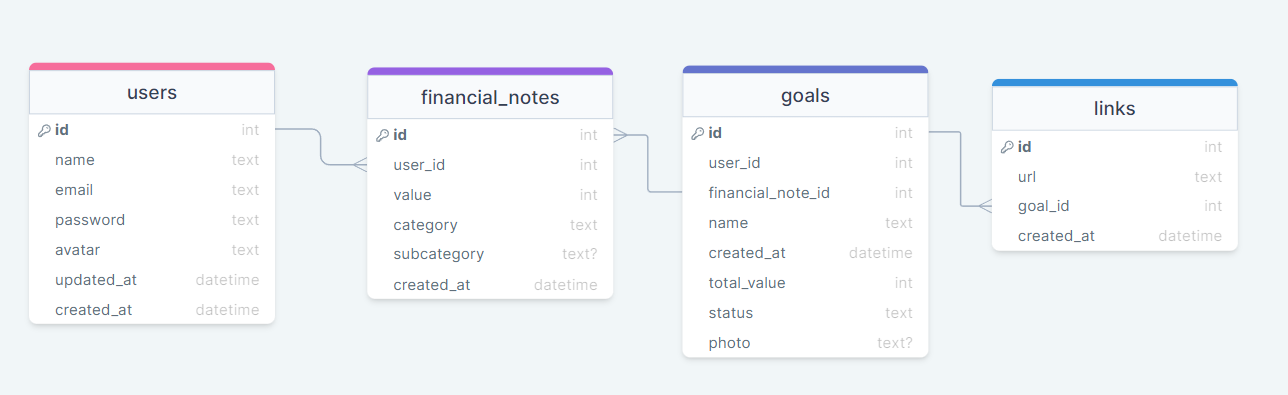 users
id int
name text
email text
password text
avatar text
updated_at datetime
created_at datetime
financial_notes
id int
user_id int
value int
category text
subcategory text?
created_at datetime
goals
id int
user_id int
financial_note_id int
name text
created_at datetime
total_value int
status text
photo text?
links
id int
url text
goal_id int
created_at datetime